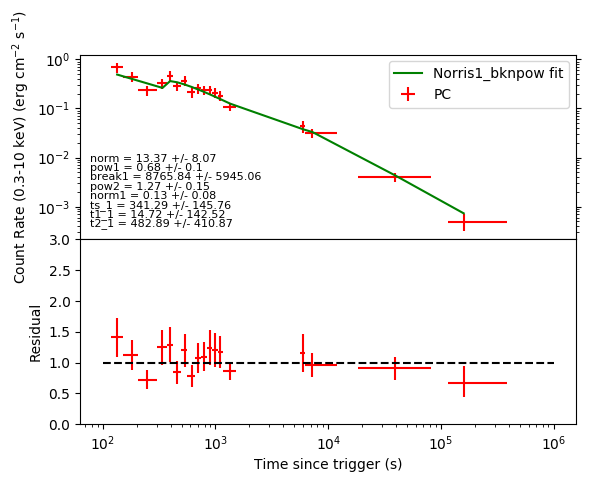 Count Rate (0.3-10 keV) (erg cm⁻² s⁻¹)
10⁰
10⁻¹
10⁻²
10⁻³
Norris1_bknpow fit
PC
norm = 13.37 +/- 8.07
pow1 = 0.68 +/- 0.1
break1 = 8765.84 +/- 5945.06
pow2 = 1.27 +/- 0.15
norm1 = 0.13 +/- 0.08
ts_1 = 341.29 +/- 145.76
t1_1 = 14.72 +/- 142.52
t2_1 = 482.89 +/- 410.87
Residual
3.0
2.5
2.0
1.5
1.0
0.5
0.0
10² 10³ 10⁴ 10⁵ 10⁶
Time since trigger (s)